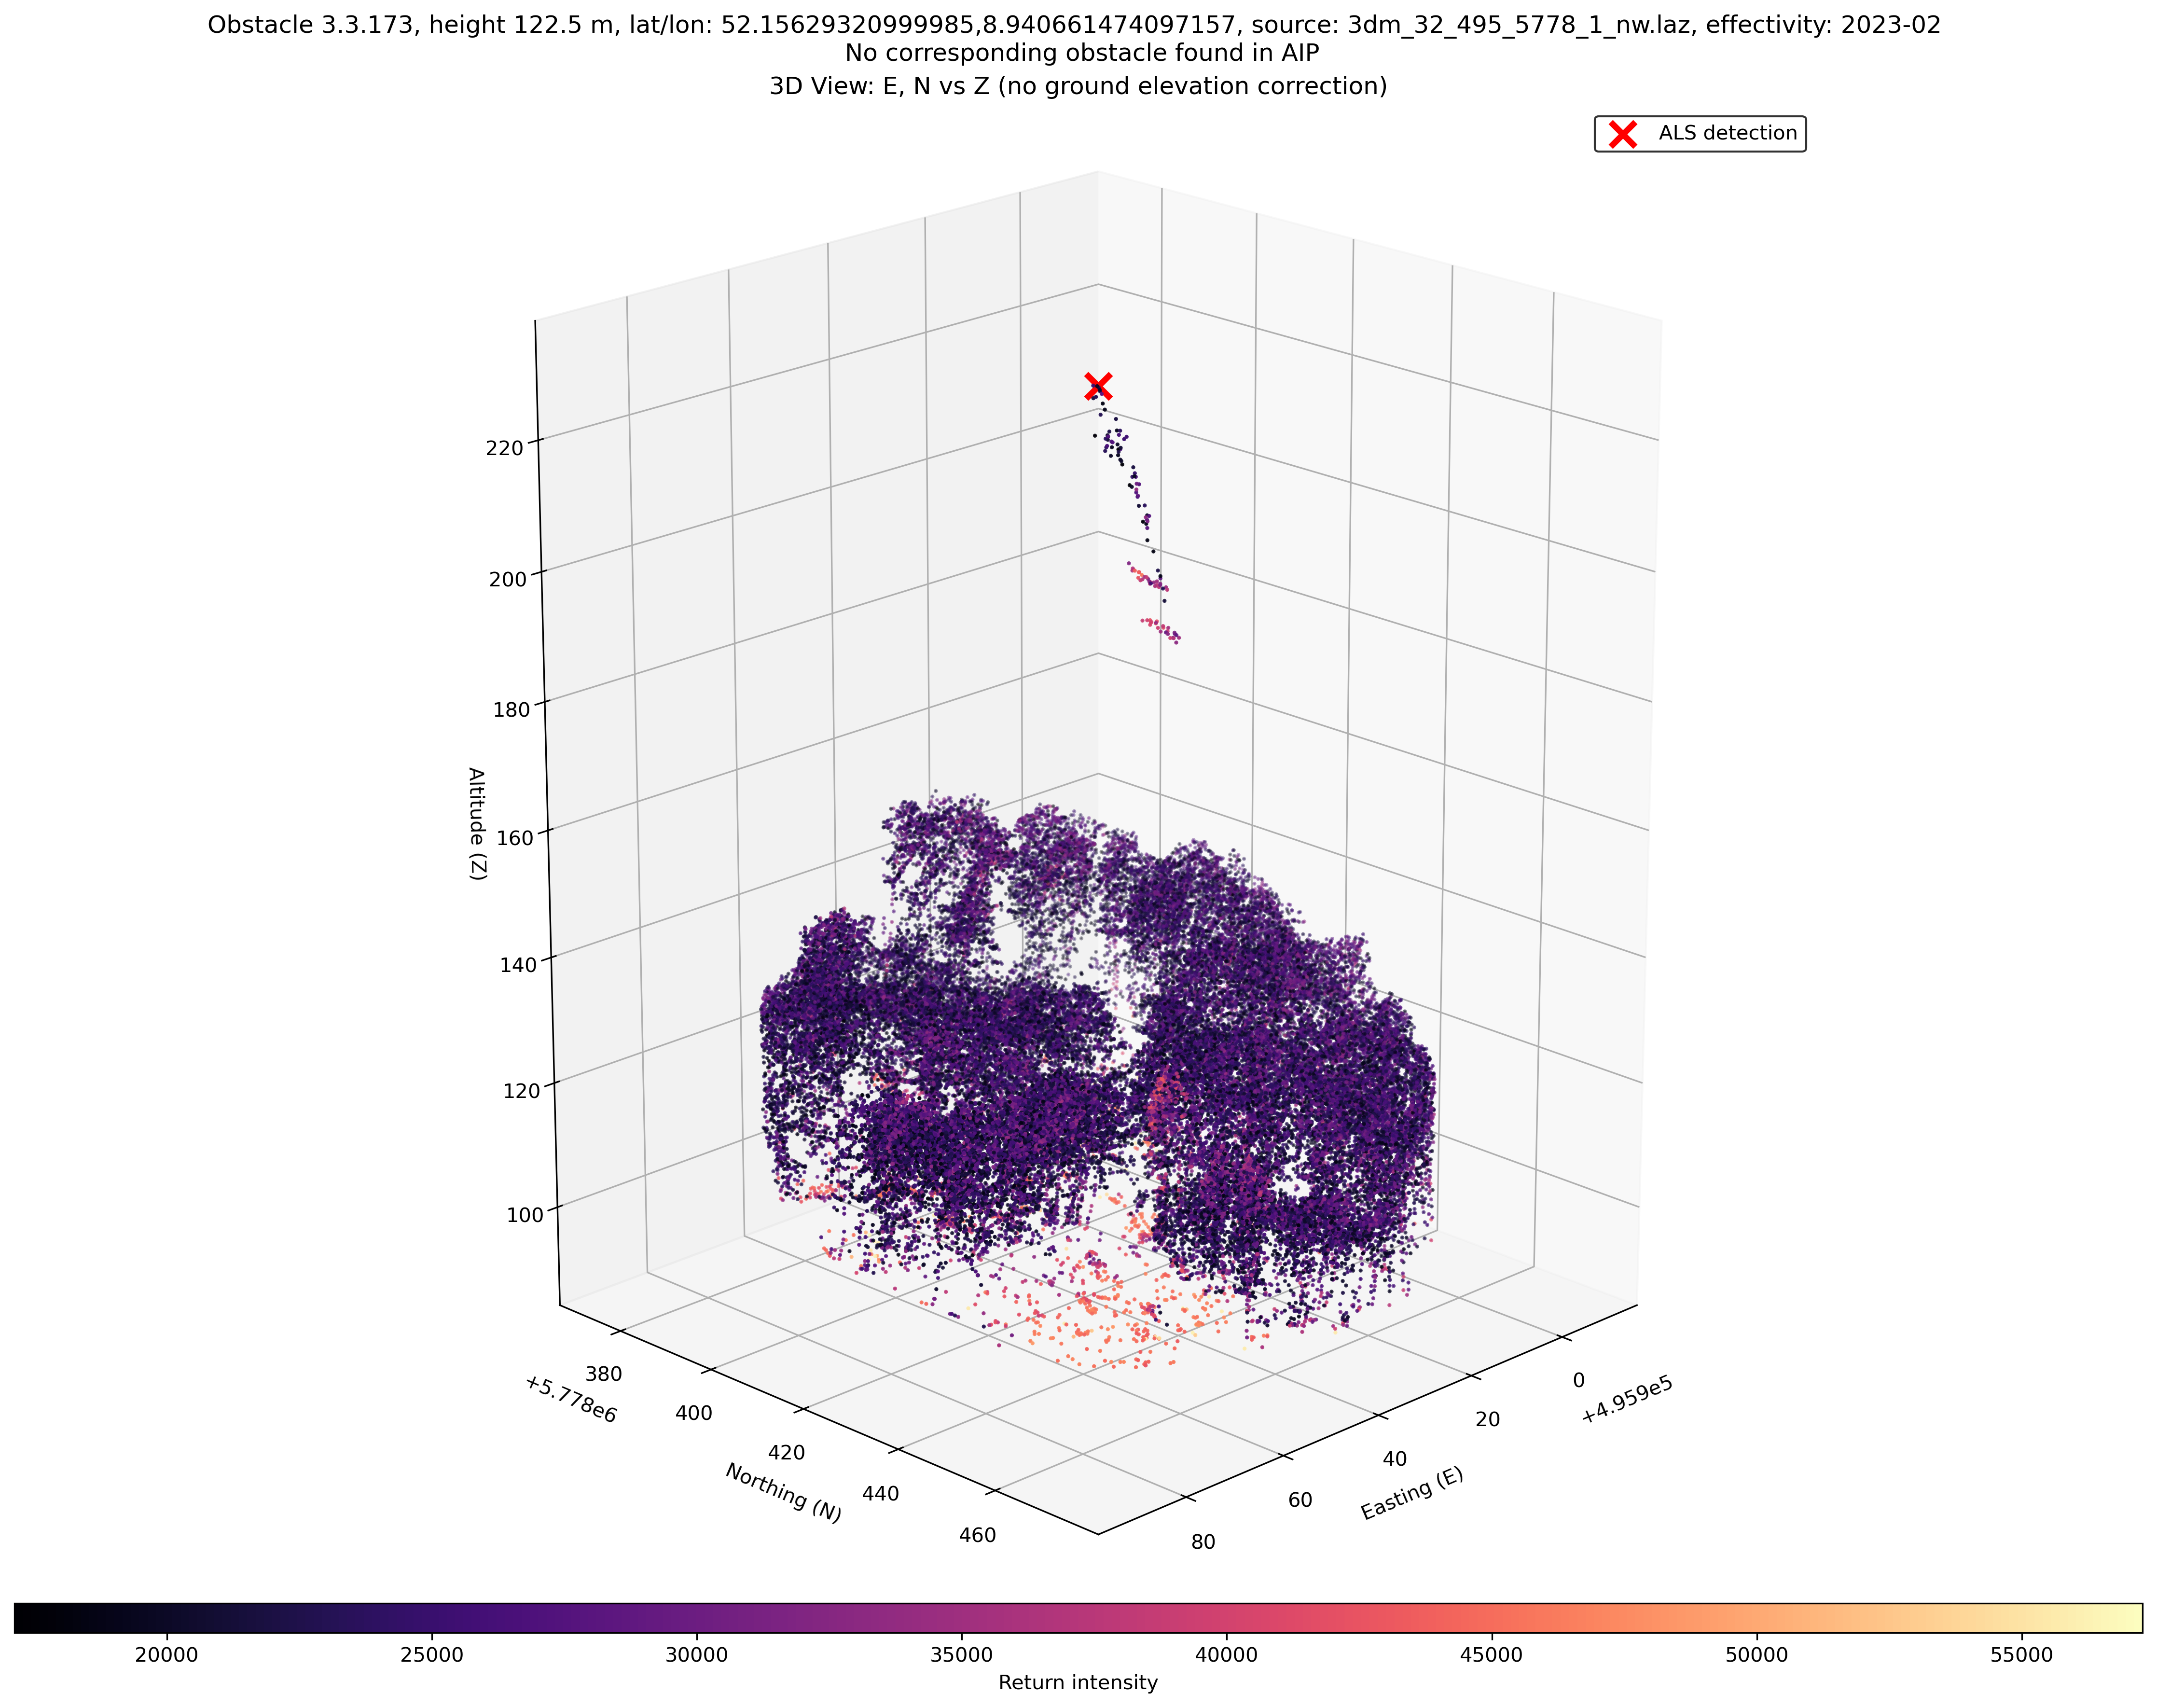 Obstacle 3.3.173, height 122.5 m, lat/lon: 52.15629320999985,8.940661474097157, source: 3dm_32_495_5778_1_nw.laz, effectivity: 2023-02
No corresponding obstacle found in AIP
3D View: E, N vs Z (no ground elevation correction)
ALS detection
220
200
180
160
140
120
100
Altitude (Z)
380
400
420
440
460
+5.778e6
Northing (N)
0
20
40
60
80
+4.959e5
Easting (E)
20000
25000
30000
35000
40000
45000
50000
55000
Return intensity